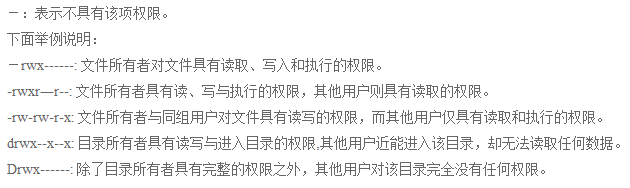 －：表示不具有该项权限。
下面举例说明：
－rwx------: 文件所有者对文件具有读取、写入和执行的权限。
-rwxr—r--: 文件所有者具有读、写与执行的权限，其他用户则具有读取的权限。
-rw-rw-r-x: 文件所有者与同组用户对文件具有读写的权限，而其他用户仅具有读取和执行的权限。
drwx--x--x: 目录所有者具有读写与进入目录的权限,其他用户近能进入该目录，却无法读取任何数据。
Drwx------: 除了目录所有者具有完整的权限之外，其他用户对该目录完全没有任何权限。